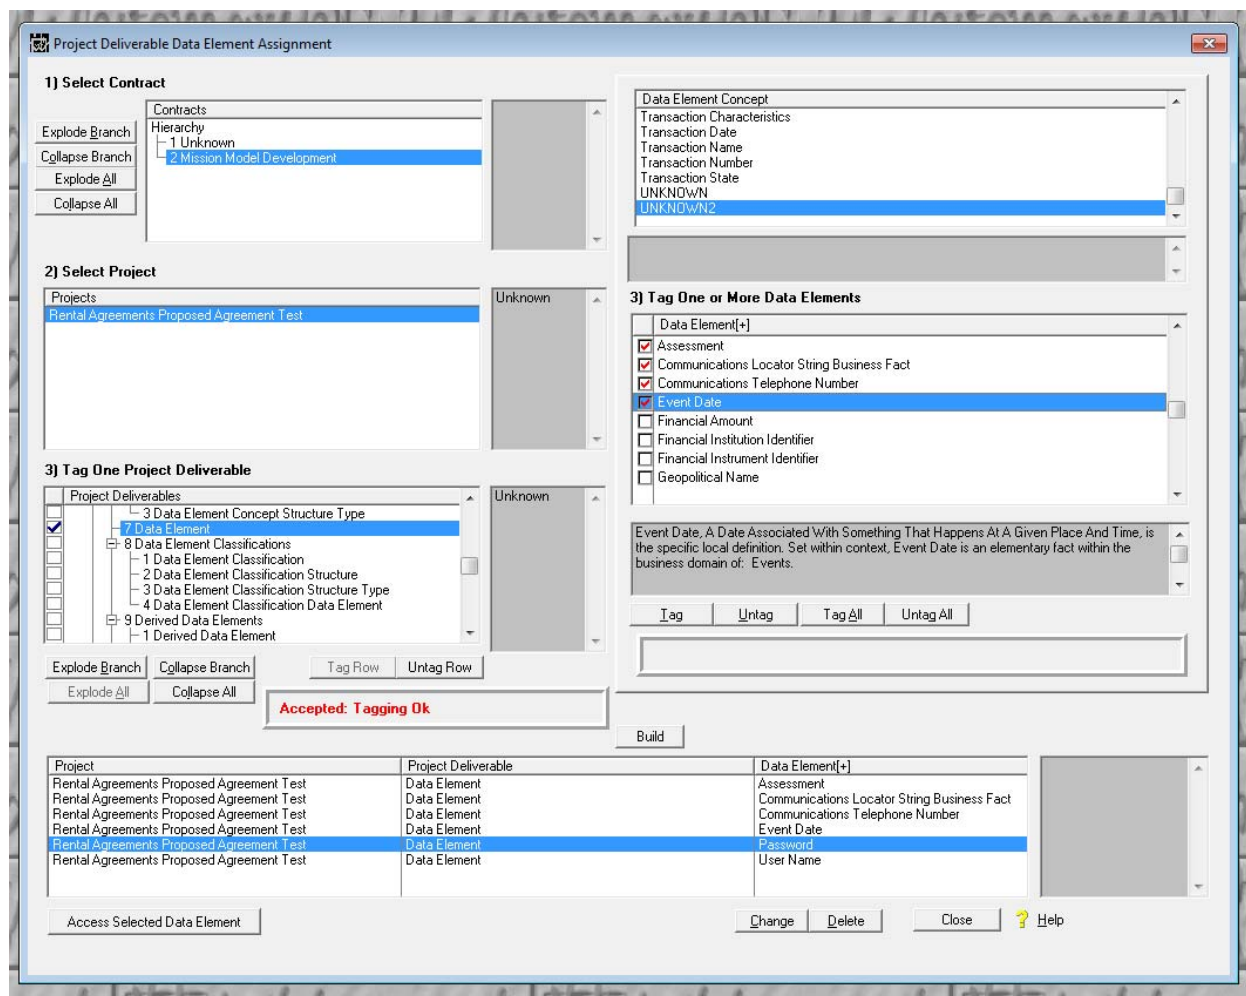 Project Deliverable Data Element Assignment
1) Select Contract
Contracts
Hierarchy
1 Unknown
2 Mission Model Development
Explode Branch
Collapse Branch
Explode All
Collapse All
2) Select Project
Projects
Rental Agreements Proposed Agreement Test
Unknown
3) Tag One Project Deliverable
Project Deliverables
3 Data Element Concept Structure Type
7 Data Element
8 Data Element Classifications
1 Data Element Classification
2 Data Element Classification Structure
3 Data Element Classification Structure Type
4 Data Element Classification Data Element
9 Derived Data Elements
1 Derived Data Element
Unknown
Explode Branch Collapse Branch Tag Row Untag Row
Explode All Collapse All
Accepted: Tagging Ok
Data Element Concept
Transaction Characteristics
Transaction Date
Transaction Name
Transaction Number
Transaction State
UNKNOWN
UNKNOWN2
3) Tag One or More Data Elements
Data Element[+]
Assessment
Communications Locator String Business Fact
Communications Telephone Number
Event Date
Financial Amount
Financial Institution Identifier
Financial Instrument Identifier
Geopolitical Name
Event Date, A Date Associated With Something That Happens At A Given Place And Time, is
the specific local definition. Set within context, Event Date is an elementary fact within the
business domain of: Events.
Tag Untag Tag All Untag All
Build
Project Project Deliverable Data Element[+]
Rental Agreements Proposed Agreement Test Data Element Assessment
Rental Agreements Proposed Agreement Test Data Element Communications Locator String Business Fact
Rental Agreements Proposed Agreement Test Data Element Communications Telephone Number
Rental Agreements Proposed Agreement Test Data Element Event Date
Rental Agreements Proposed Agreement Test Data Element Password
Rental Agreements Proposed Agreement Test Data Element User Name
Access Selected Data Element Change Delete Close ? Help